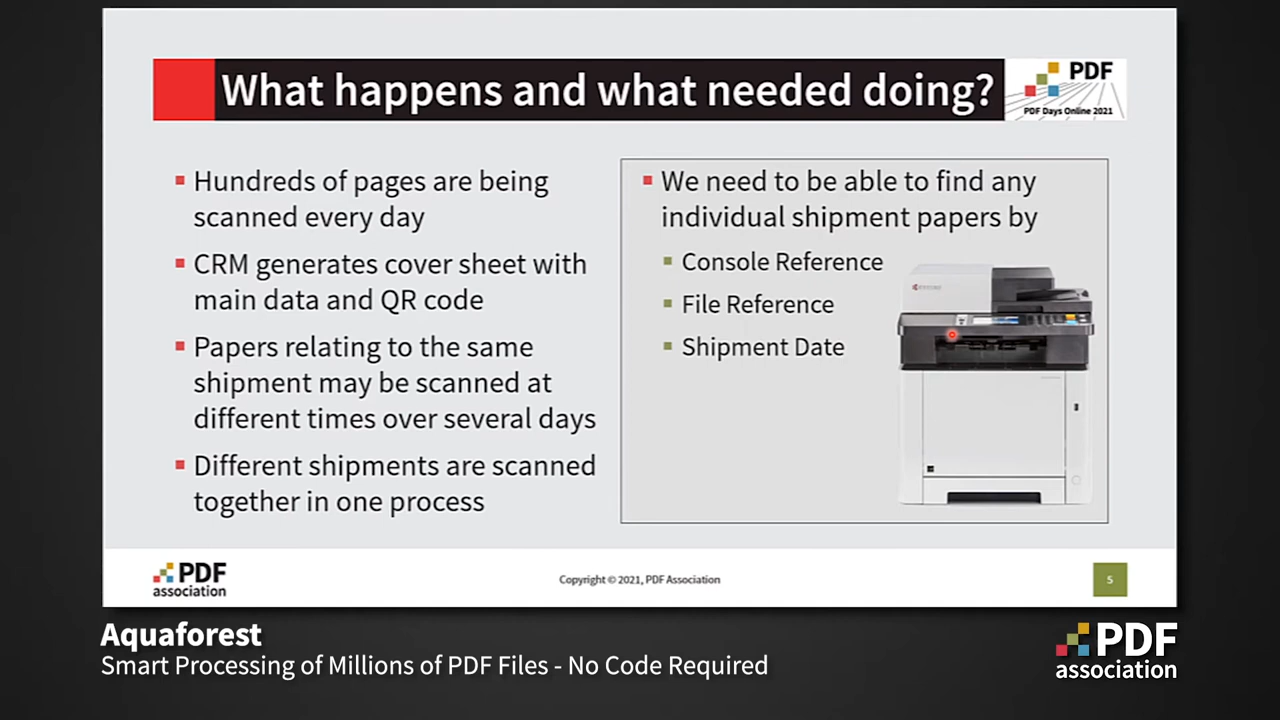 What happens and what needed doing?
PDF
PDF Days Online 2021
Hundreds of pages are being
scanned every day
CRM generates cover sheet with
main data and QR code
Papers relating to the same
shipment may be scanned at
different times over several days
Different shipments are scanned
together in one process
We need to be able to find any
individual shipment papers by
Console Reference
File Reference
Shipment Date
PDF
association
Copyright © 2021, PDF Association
5
Aquaforest
Smart Processing of Millions of PDF Files - No Code Required
PDF
association